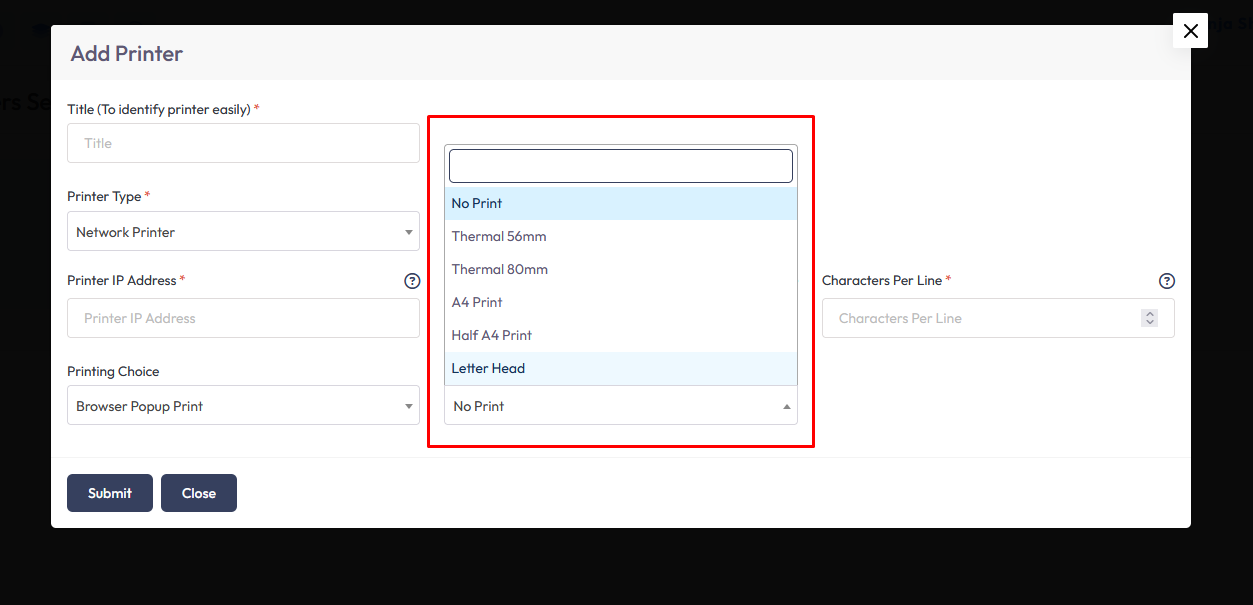 Add Printer
Title (To identify printer easily) *
Title
Printer Type *
Network Printer
Printer IP Address *
?
Printer IP Address
Printing Choice
Browser Popup Print
No Print
Thermal 56mm
Thermal 80mm
A4 Print
Half A4 Print
Letter Head
No Print
Characters Per Line *
?
Characters Per Line
Submit
Close